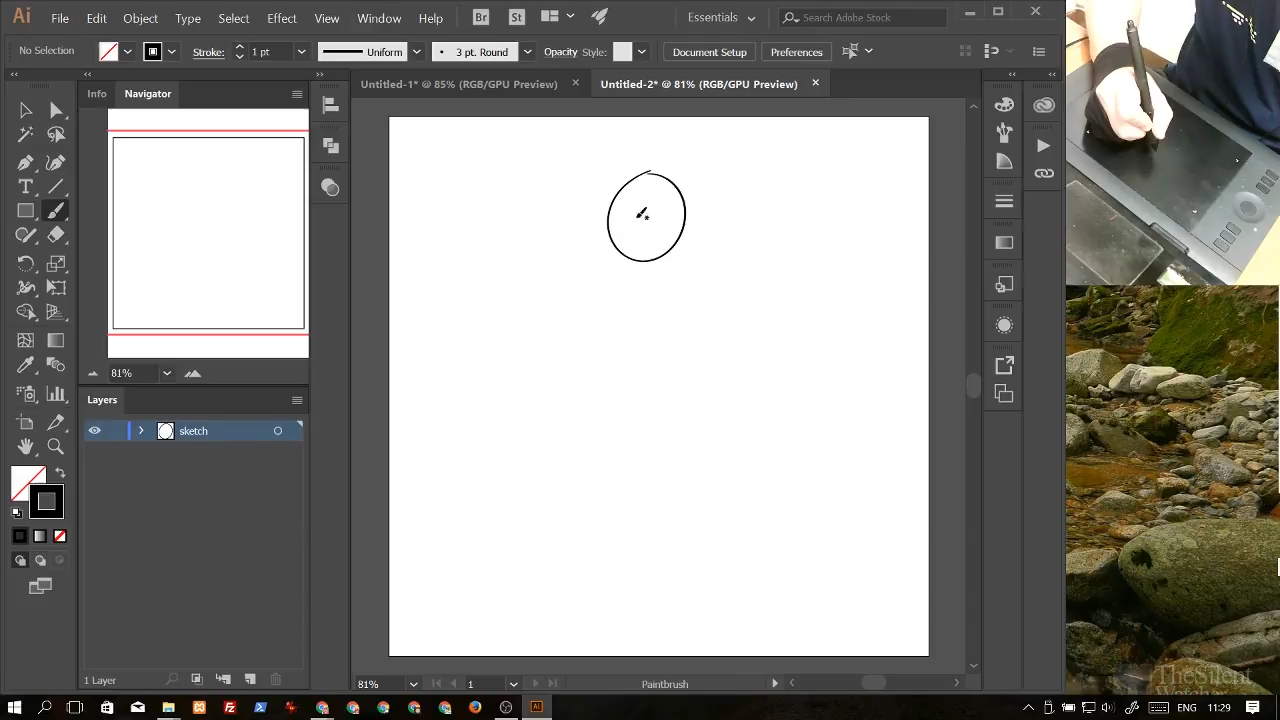 Ai File Edit Object Type Select Effect View Window Help Br St Essentials Search Adobe Stock
No Selection Stroke: 1 pt Uniform 3 pt. Round Opacity Style: Document Setup Preferences
Untitled-1* @ 85% (RGB/GPU Preview) Untitled-2* @ 81% (RGB/GPU Preview)
Info Navigator
81%
Layers
sketch
1 Layer
81% 1 Paintbrush
TheSilent
Watcher
ENG 11:29